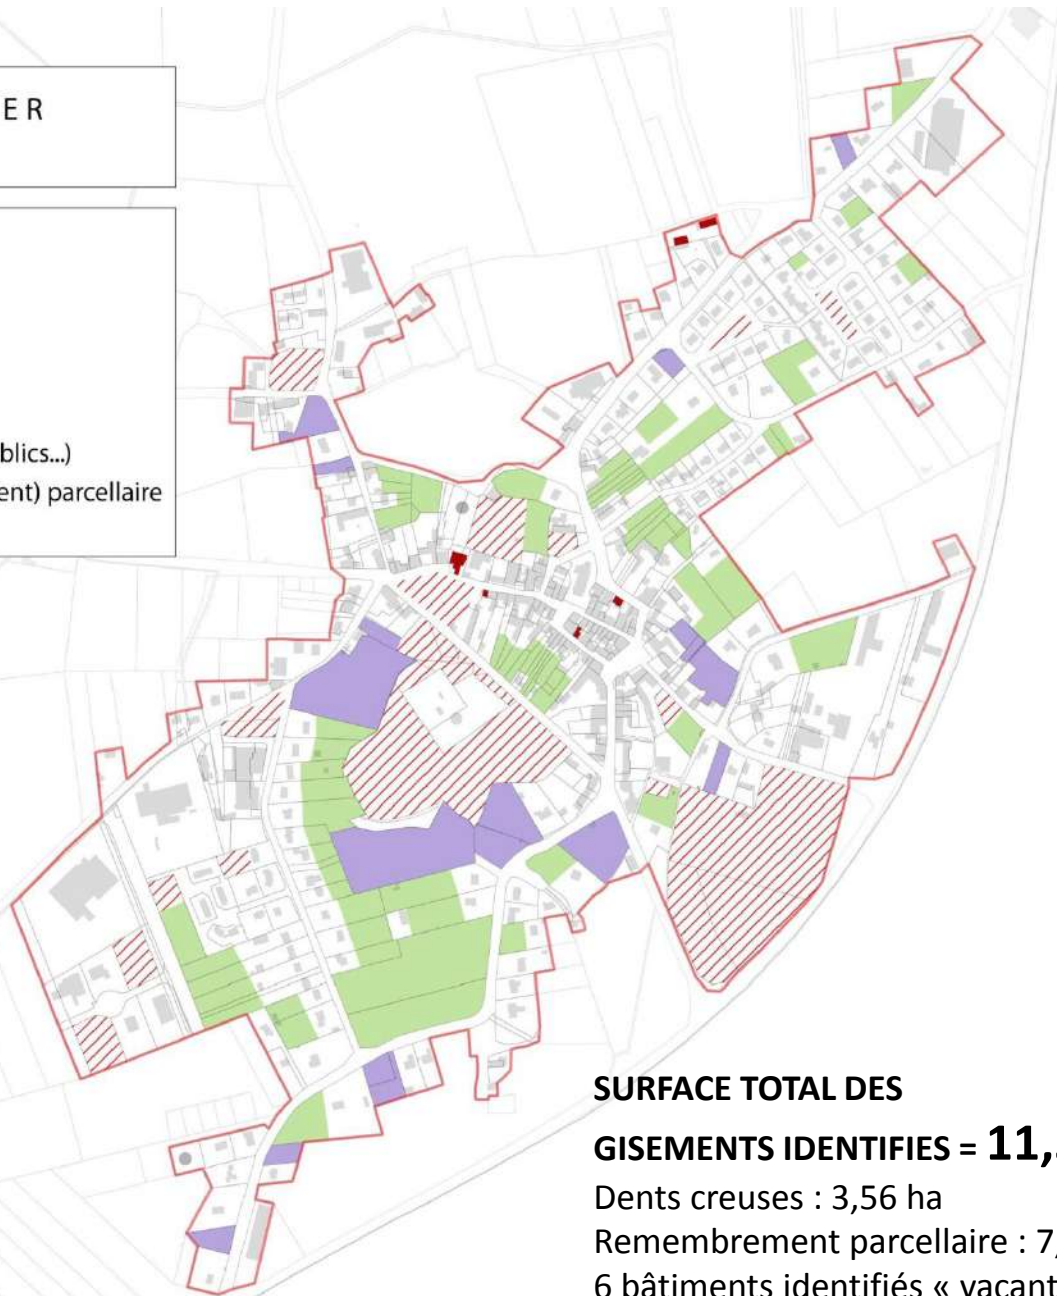 E R
blics...)
ent) parcellaire
SURFACE TOTAL DES
GISEMENTS IDENTIFIES = 11,
Dents creuses : 3,56 ha
Remembrement parcellaire : 7,
6 bâtiments identifiés « vacant